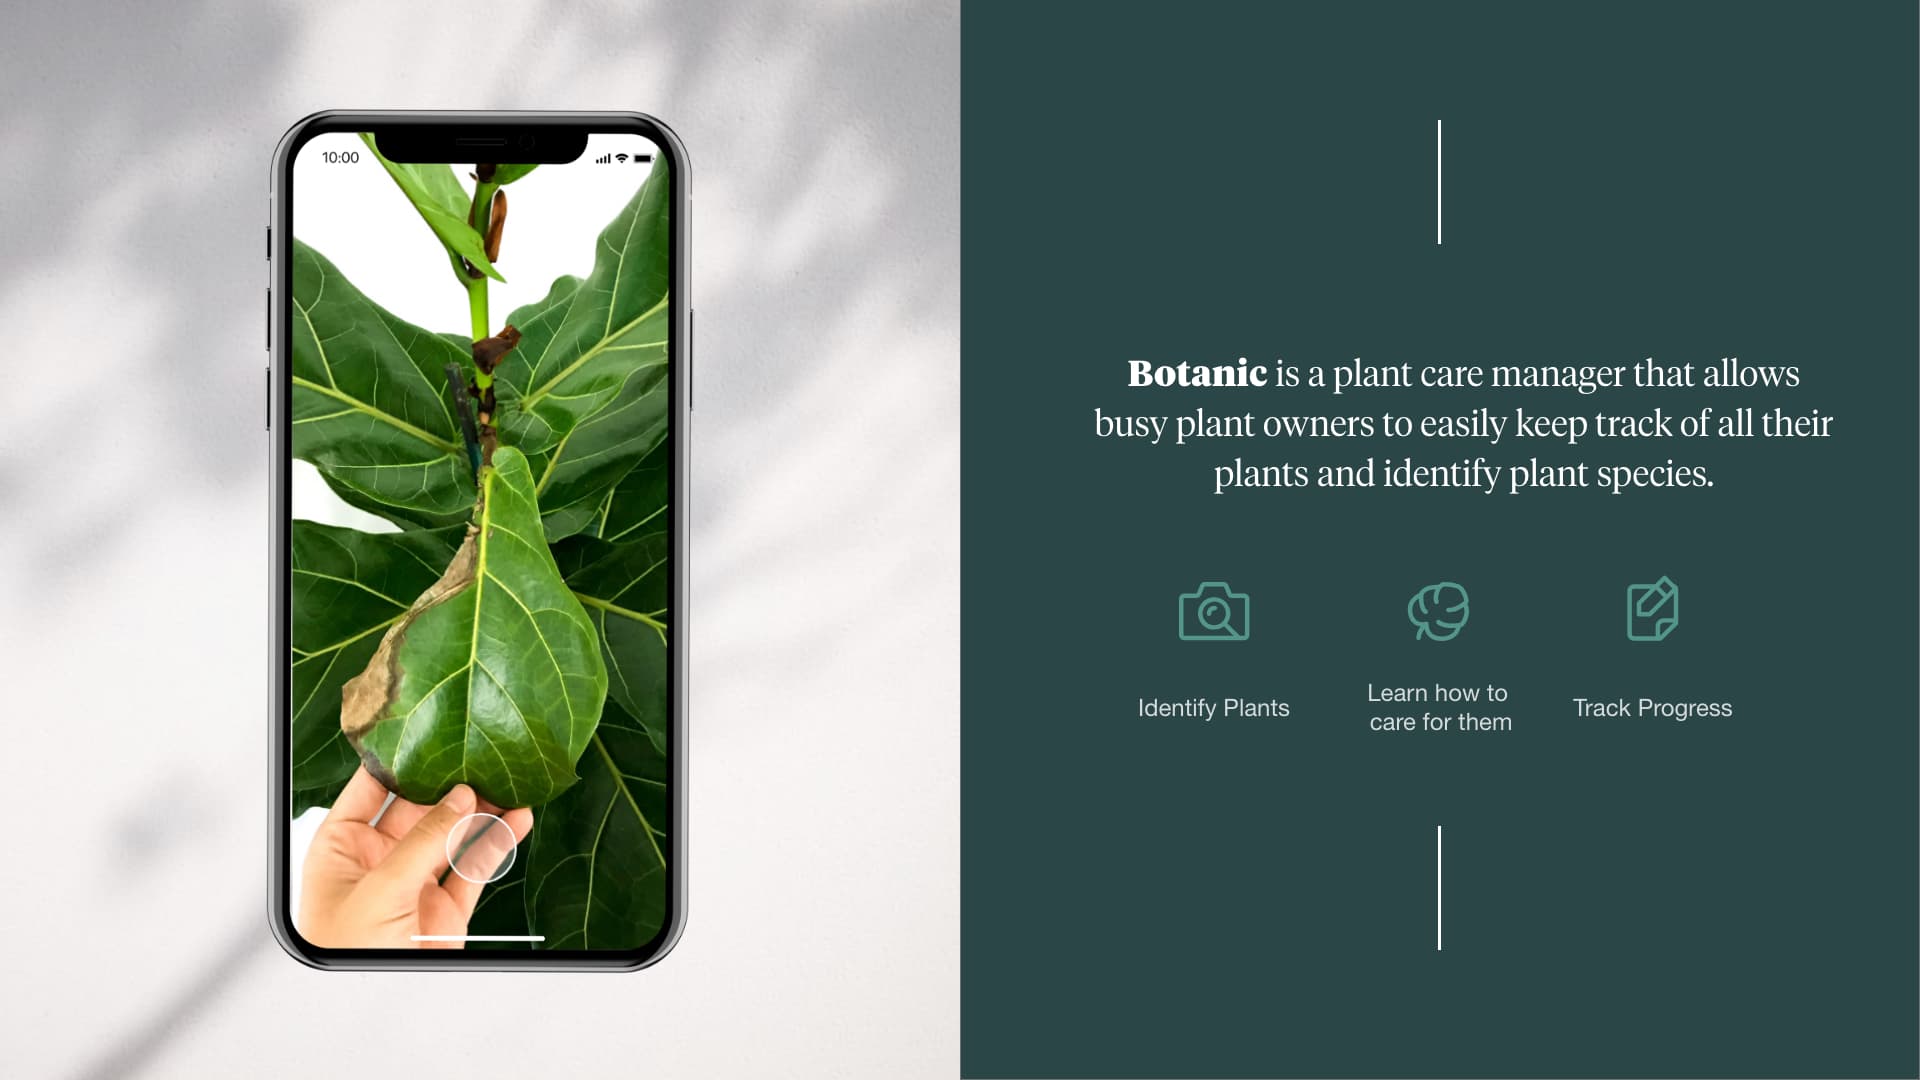 10:00
Botanic is a plant care manager that allows
busy plant owners to easily keep track of all their
plants and identify plant species.
Identify Plants
Learn how to
care for them
Track Progress